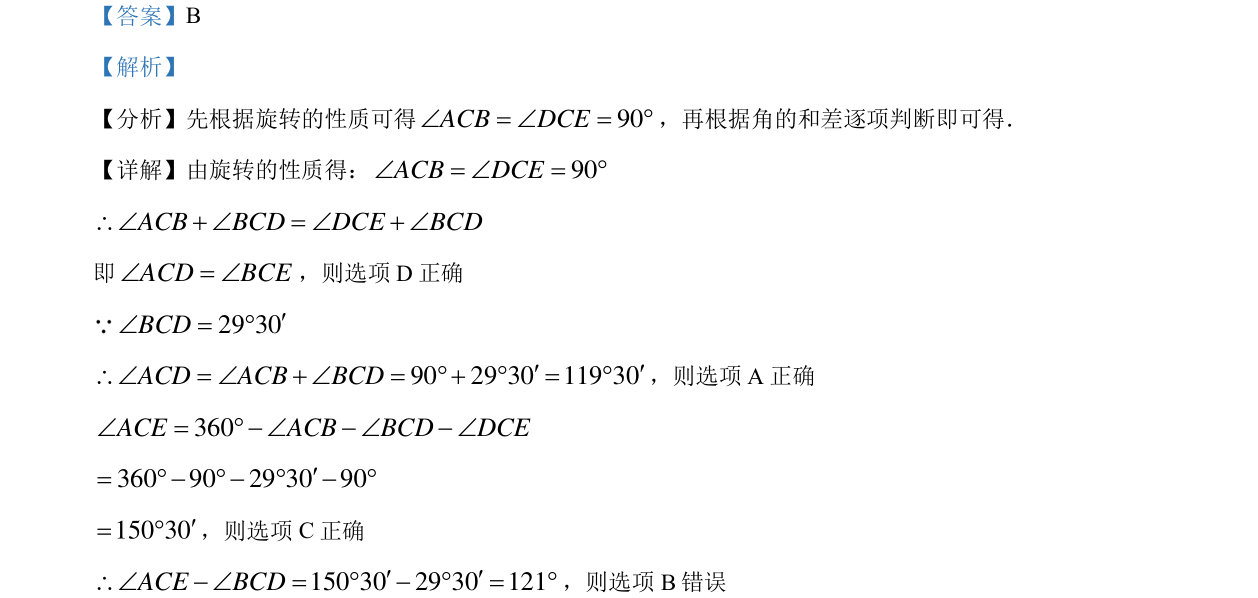 【答案】B
【解析】
【分析】先根据旋转的性质可得∠ACB=∠DCE=90°，再根据角的和差逐项判断即可得．
【详解】由旋转的性质得：∠ACB=∠DCE=90°
∴∠ACB+∠BCD=∠DCE+∠BCD
即∠ACD=∠BCE，则选项 D 正确
∵∠BCD=29°30′
∴∠ACD=∠ACB+∠BCD=90°+29°30′=119°30′，则选项 A 正确
∠ACE=360°−∠ACB−∠BCD−∠DCE
=360°−90°−29°30′−90°
=150°30′，则选项 C 正确
∴∠ACE−∠BCD=150°30′−29°30′=121°，则选项 B 错误